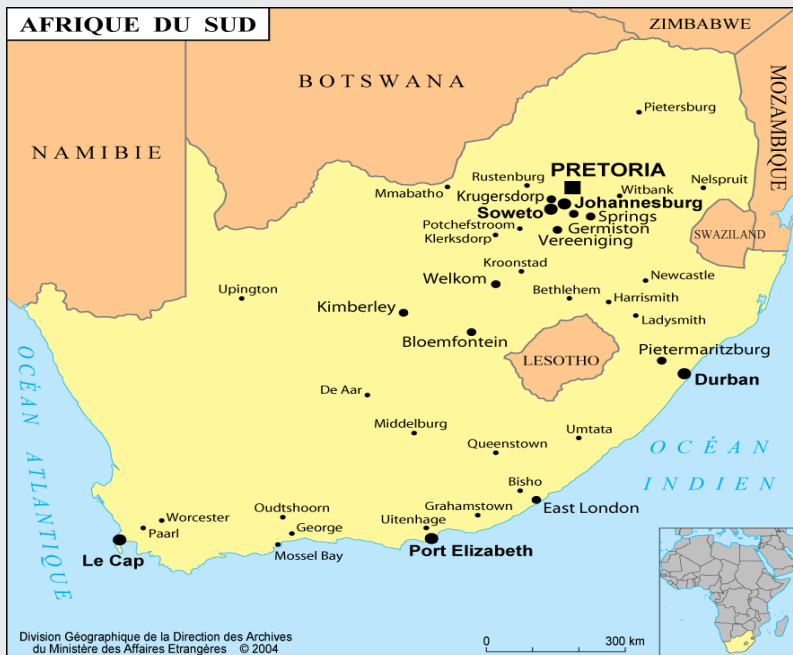 AFRIQUE DU SUD
ZIMBABWE
BOTSWANA
MOZAMBIQUE
NAMIBIE
Pietersburg
PRETORIA
Rustenburg
Nelspruit
Mmabatho
Krugersdorp
Witbank
Johannesburg
Soweto
Springs
Potchefstroom
Germiston
Klerksdorp
Vereeniging
SWAZILAND
Kroonstad
Welkom
Newcastle
Upington
Bethlehem
Harrismith
Kimberley
Ladysmith
Bloemfontein
LESOTHO
Pietermaritzburg
Durban
OCÉAN ATLANTIQUE
De Aar
Middelburg
Umtata
Queenstown
OCÉAN
INDIEN
Bisho
East London
Grahamstown
Uitenhage
Oudtshoorn
George
Worcester
Paarl
Le Cap
Mossel Bay
Port Elizabeth
Division Géographique de la Direction des Archives
du Ministère des Affaires Etrangères © 2004
0 300 km